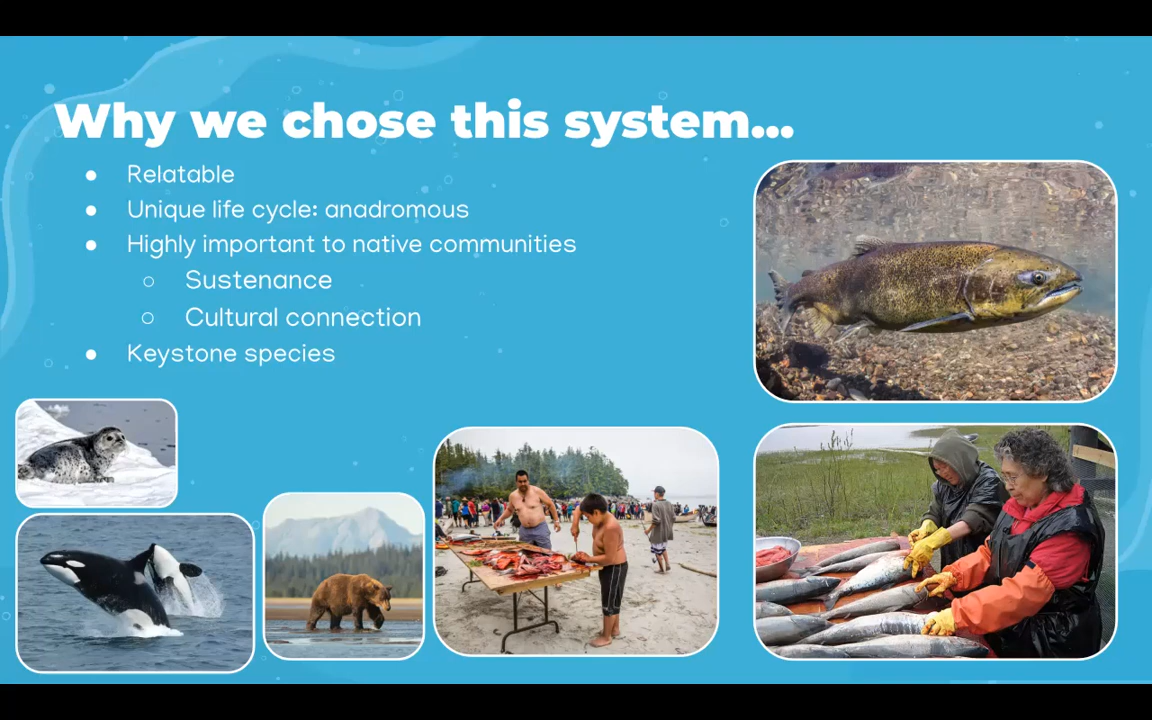 Why we chose this system...
● Relatable
● Unique life cycle: anadromous
● Highly important to native communities
○ Sustenance
○ Cultural connection
● Keystone species